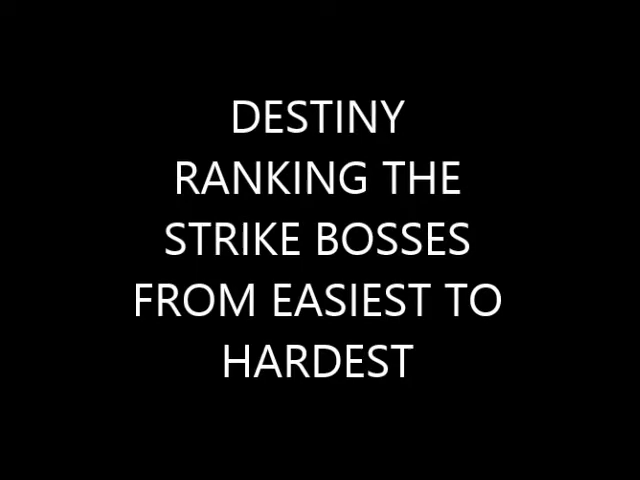 DESTINY
RANKING THE
STRIKE BOSSES
FROM EASIEST TO
HARDEST